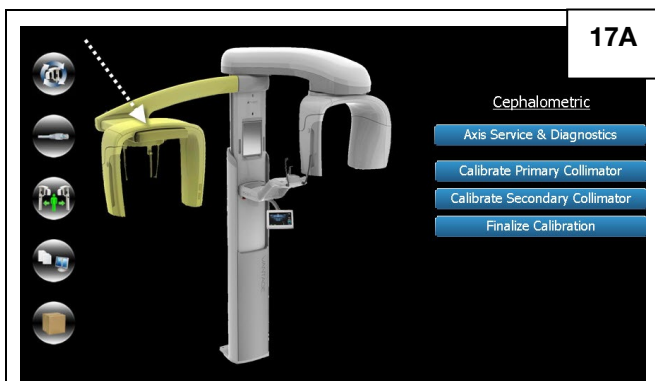 17A
Cephalometric
Axis Service & Diagnostics
Calibrate Primary Collimator
Calibrate Secondary Collimator
Finalize Calibration